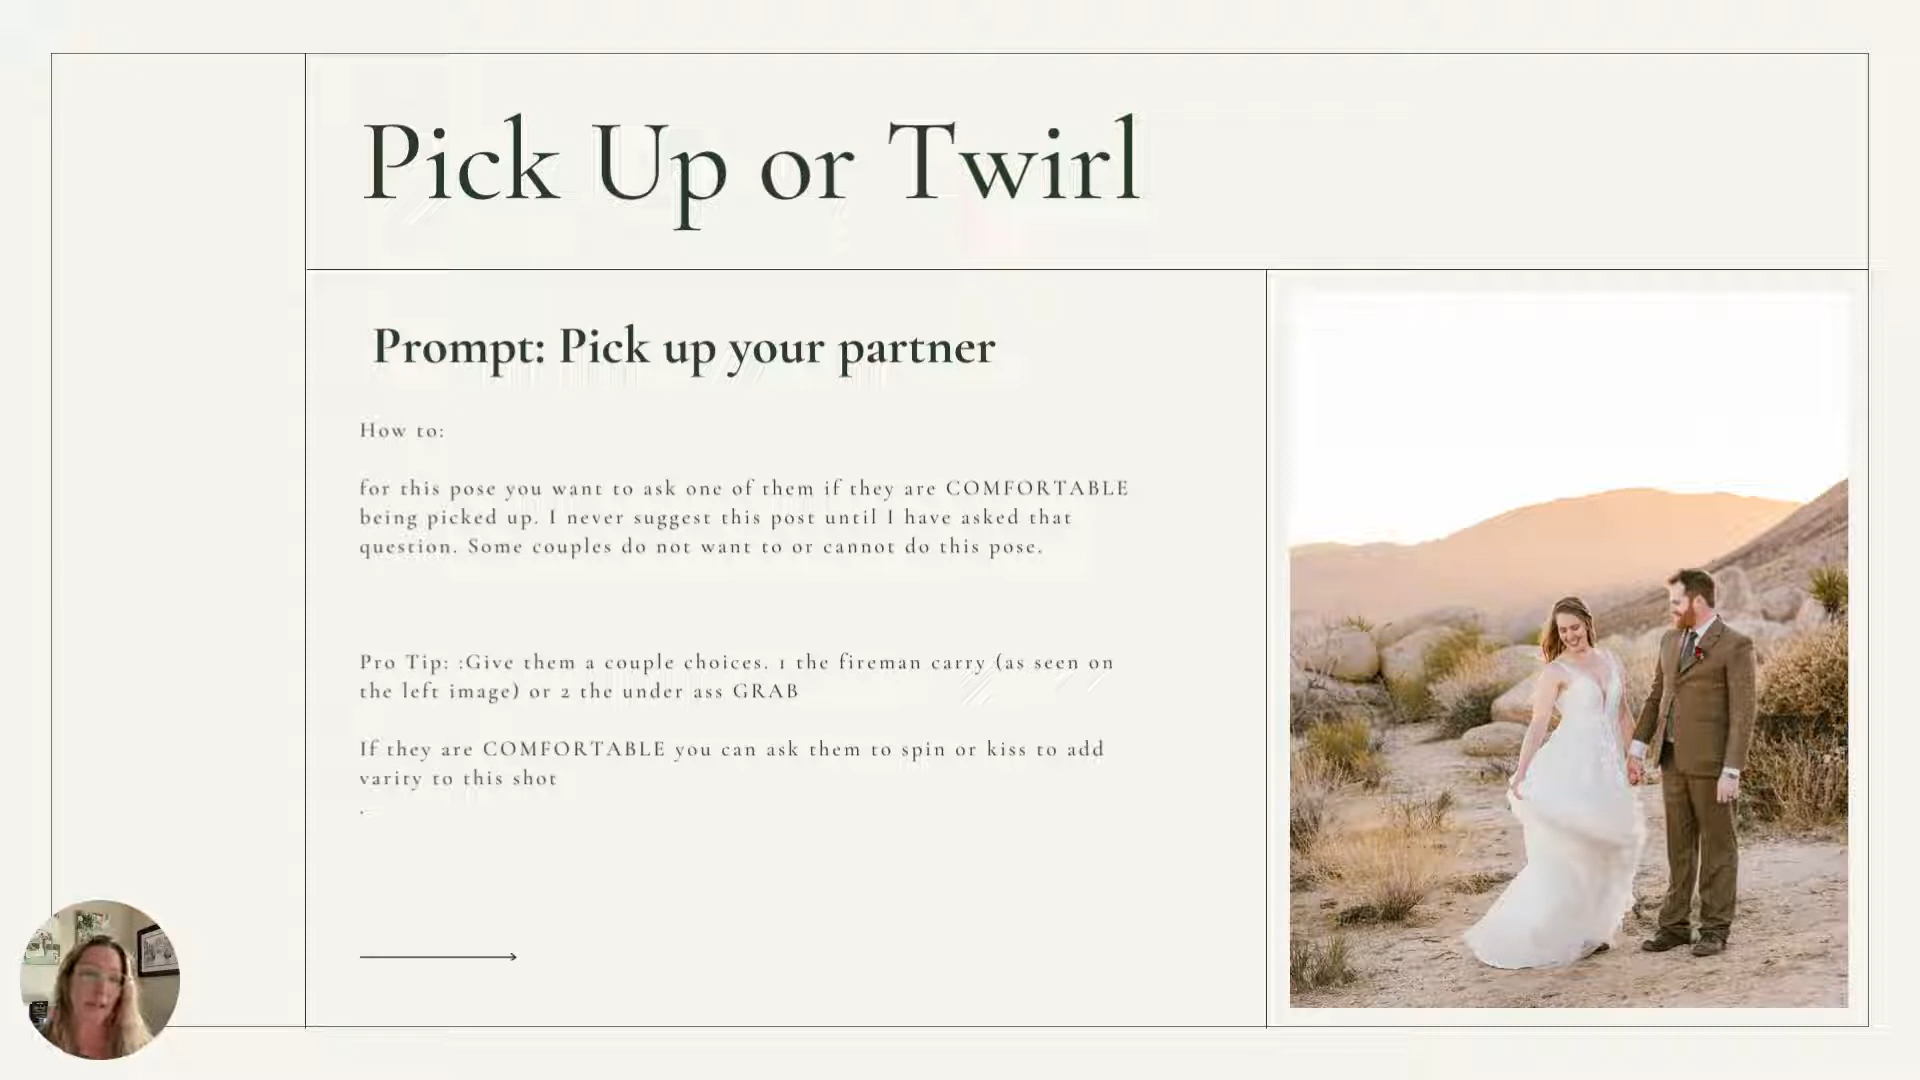 Pick Up or Twirl
Prompt: Pick up your partner
How to:
for this pose you want to ask one of them if they are COMFORTABLE
being picked up. I never suggest this post until I have asked that
question. Some couples do not want to or cannot do this pose.
Pro Tip: :Give them a couple choices. 1 the fireman carry (as seen on
the left image) or 2 the under ass GRAB
If they are COMFORTABLE you can ask them to spin or kiss to add
varity to this shot
.